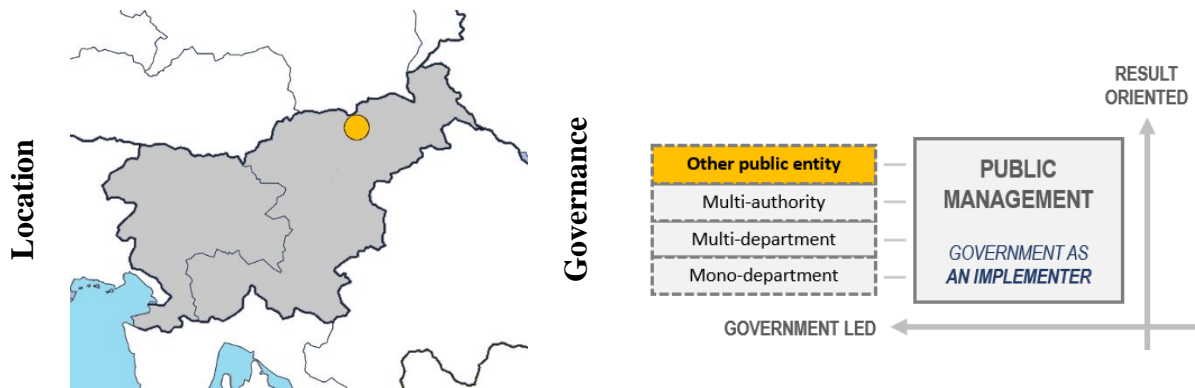 Location
Governance
RESULT
ORIENTED
Other public entity
Multi-authority
Multi-department
Mono-department
PUBLIC
MANAGEMENT
GOVERNMENT AS
AN IMPLEMENTER
GOVERNMENT LED